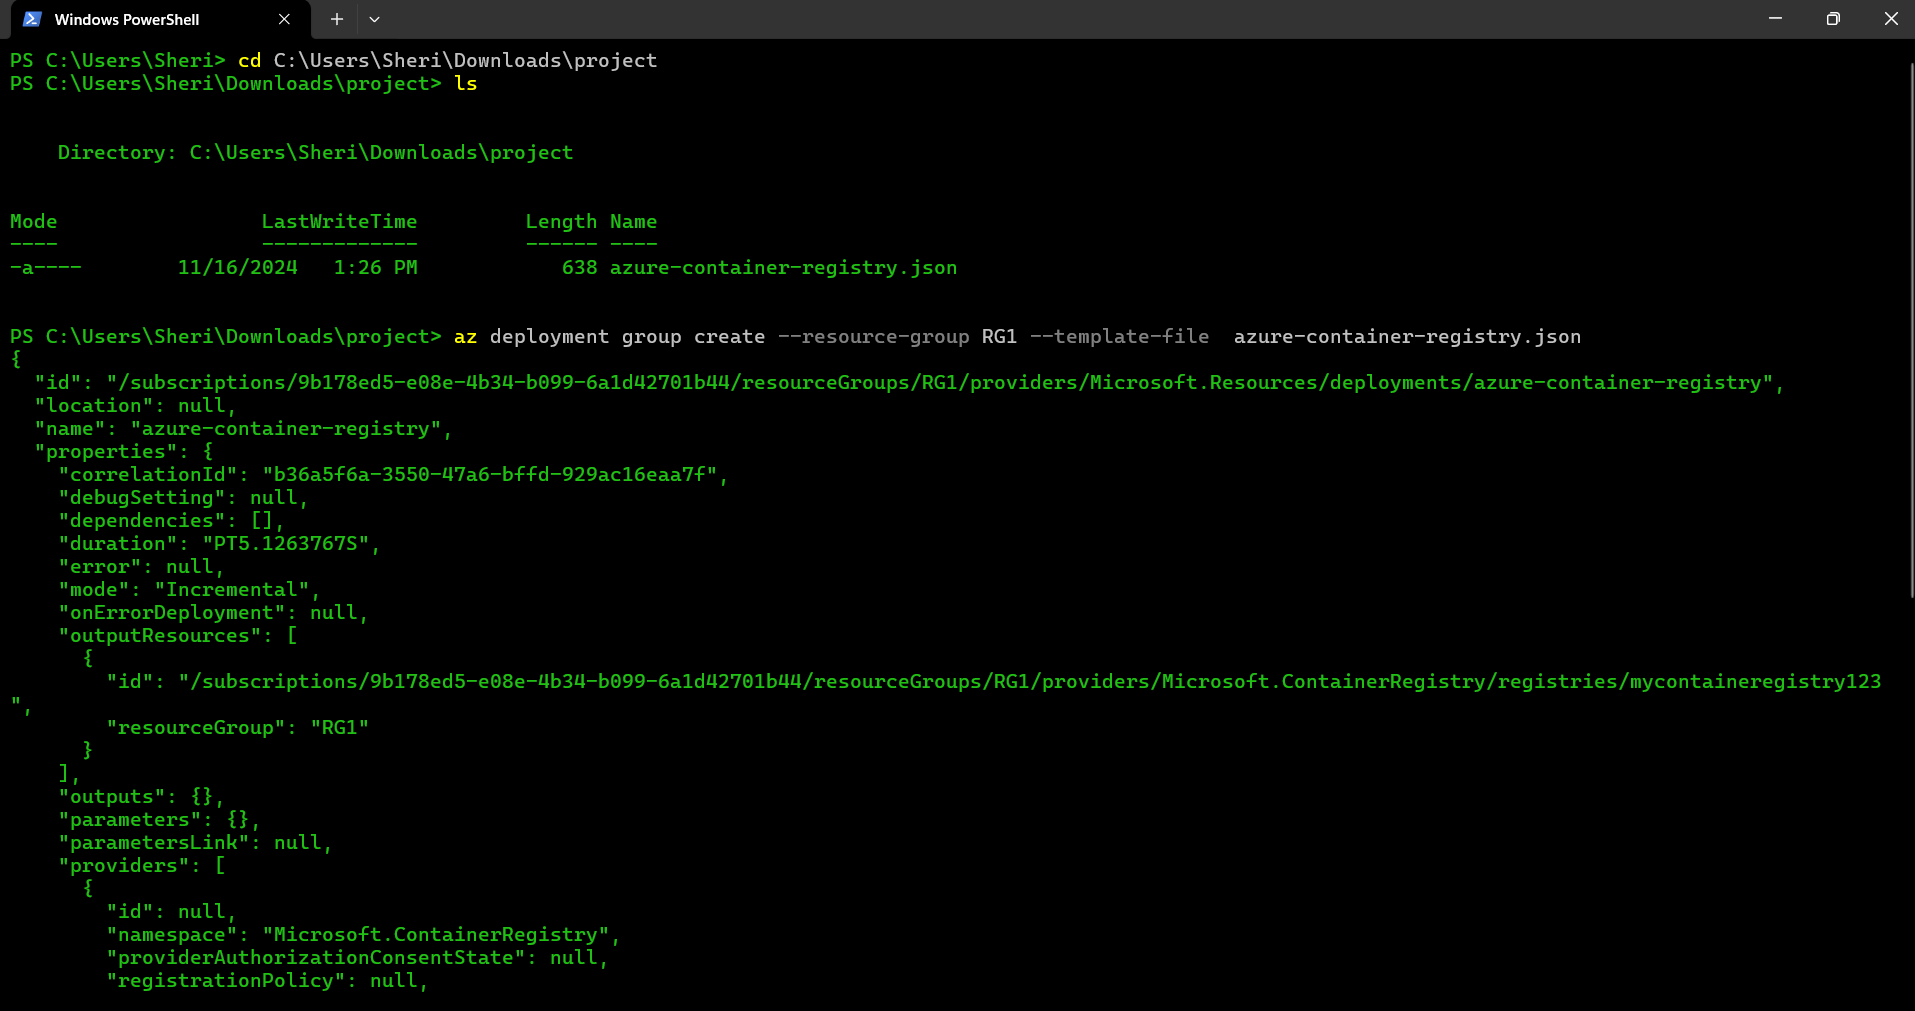 Windows PowerShell
PS C:\Users\Sheri> cd C:\Users\Sheri\Downloads\project
PS C:\Users\Sheri\Downloads\project> ls
    Directory: C:\Users\Sheri\Downloads\project
Mode                 LastWriteTime         Length Name
----                 -------------         ------ ----
-a----        11/16/2024   1:26 PM            638 azure-container-registry.json
PS C:\Users\Sheri\Downloads\project> az deployment group create --resource-group RG1 --template-file  azure-container-registry.json
{
  "id": "/subscriptions/9b178ed5-e08e-4b34-b099-6a1d42701b44/resourceGroups/RG1/providers/Microsoft.Resources/deployments/azure-container-registry",
  "location": null,
  "name": "azure-container-registry",
  "properties": {
    "correlationId": "b36a5f6a-3550-47a6-bffd-929ac16eaa7f",
    "debugSetting": null,
    "dependencies": [],
    "duration": "PT5.1263767S",
    "error": null,
    "mode": "Incremental",
    "onErrorDeployment": null,
    "outputResources": [
      {
        "id": "/subscriptions/9b178ed5-e08e-4b34-b099-6a1d42701b44/resourceGroups/RG1/providers/Microsoft.ContainerRegistry/registries/mycontaineregistry123
",
        "resourceGroup": "RG1"
      }
    ],
    "outputs": {},
    "parameters": {},
    "parametersLink": null,
    "providers": [
      {
        "id": null,
        "namespace": "Microsoft.ContainerRegistry",
        "providerAuthorizationConsentState": null,
        "registrationPolicy": null,